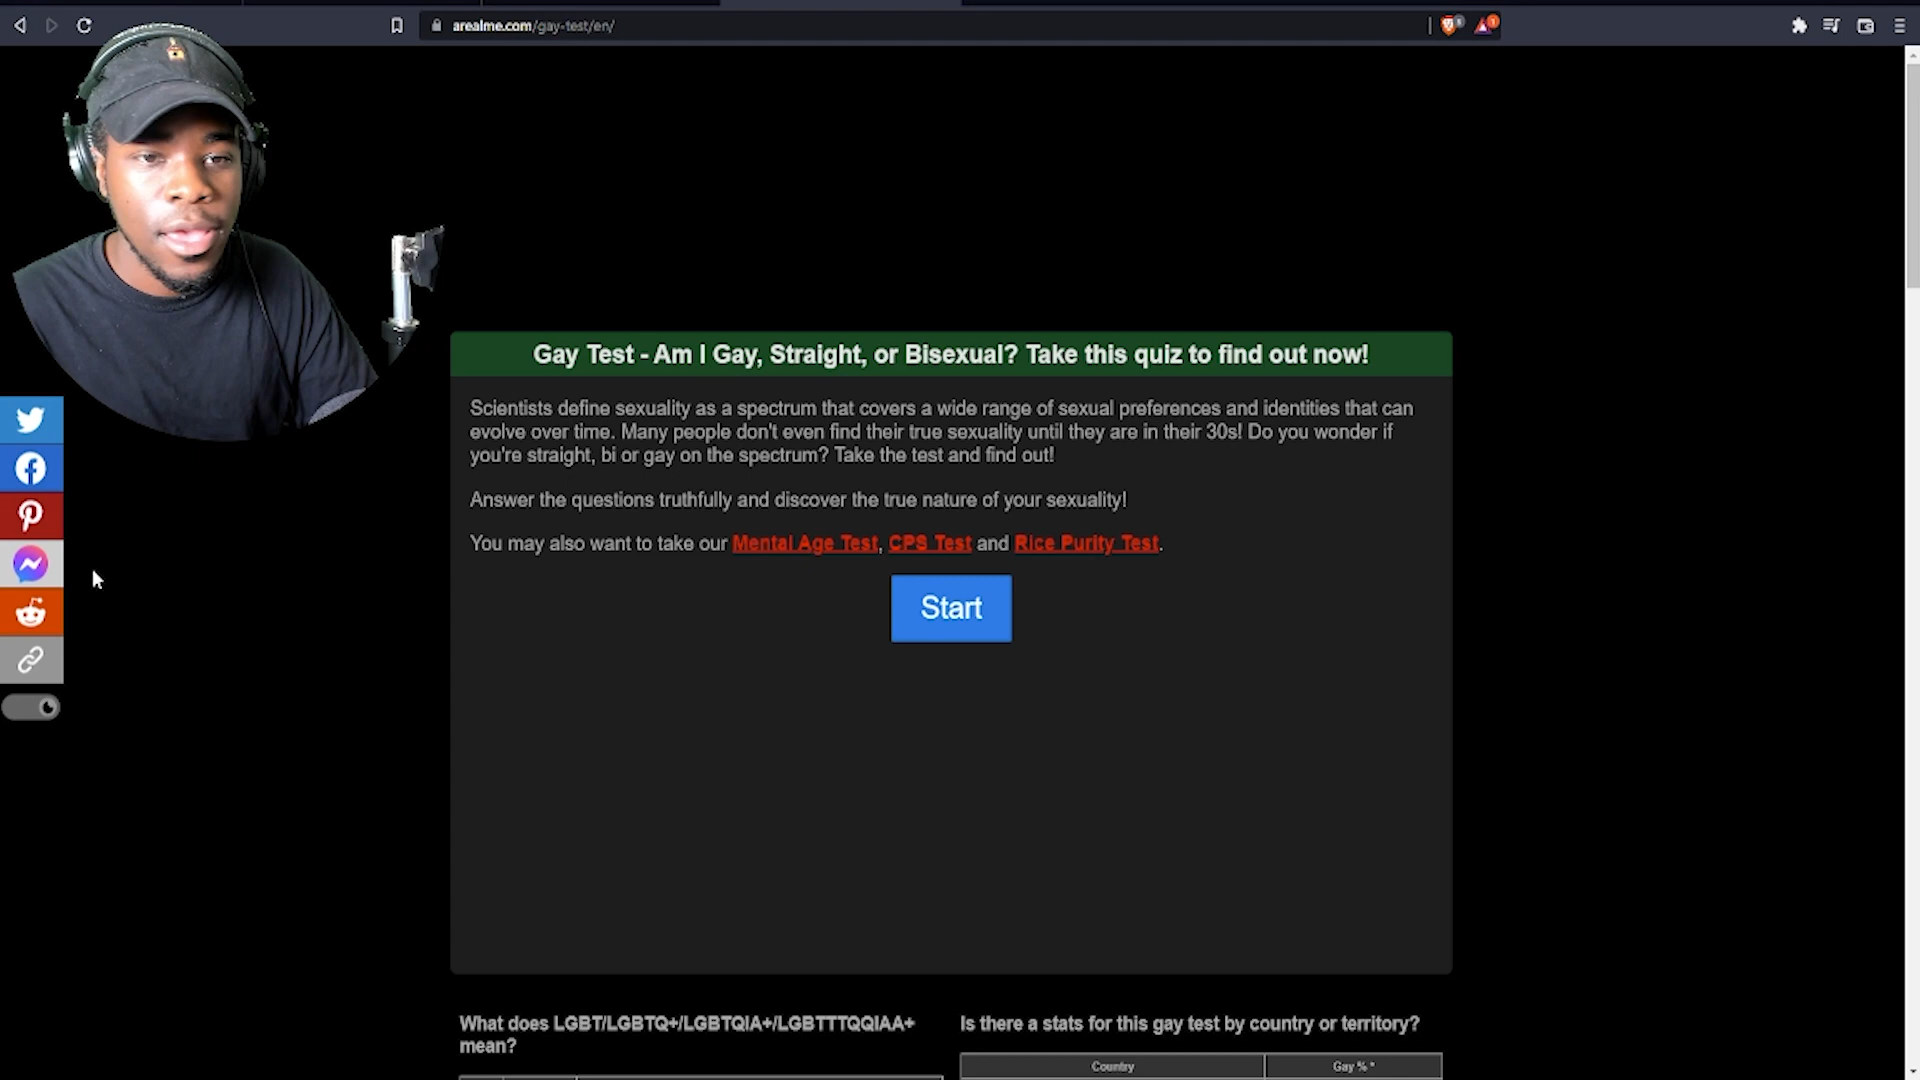 arealme.com/gay-test/en/
Gay Test - Am I Gay, Straight, or Bisexual? Take this quiz to find out now!
Scientists define sexuality as a spectrum that covers a wide range of sexual preferences and identities that can
evolve over time. Many people don't even find their true sexuality until they are in their 30s! Do you wonder if
you're straight, bi or gay on the spectrum? Take the test and find out!
Answer the questions truthfully and discover the true nature of your sexuality!
You may also want to take our Mental Age Test, CPS Test and Rice Purity Test.
Start
What does LGBT/LGBTQ+/LGBTQIA+/LGBTTTQQIAA+
mean?
Is there a stats for this gay test by country or territory?
Country
Gay % *